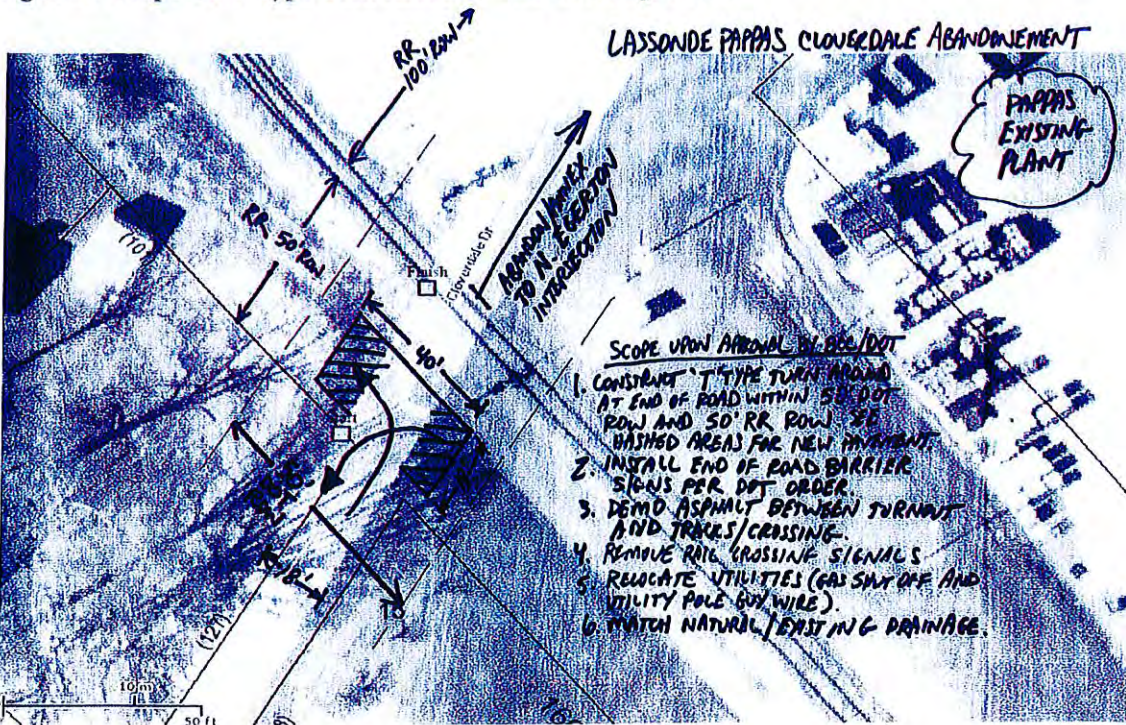 LASSONDE PAPPAS CLOVERDALE ABANDONEMENT
RR
100' ROW →
PAPPAS
EXISTING
PLANT
RR 50' ROW
(10)
Finish
Cloverdale Dr
ABANDON/ANNEX
TO N. EGERTON
INTERSECTION
40'
SCOPE UPON APPROVAL BY BCC/DOT
1. CONSTRUCT 'T' TYPE TURN AROUND
AT END OF ROAD WITHIN 50' DOT
ROW AND 50' RR ROW
HASHED AREAS FOR NEW PAVEMENT
2. INSTALL END OF ROAD BARRIER
SIGNS PER DOT ORDER.
3. DEMO ASPHALT BETWEEN TURNOUT
AND TRACKS/CROSSING.
4. REMOVE RAIL CROSSING SIGNALS
5 RELOCATE UTILITIES (GAS SHUT OFF AND
UTILITY POLE GUY WIRE).
6. MATCH NATURAL/EXISTING DRAINAGE.
18'
(127)
10 m
50 ft